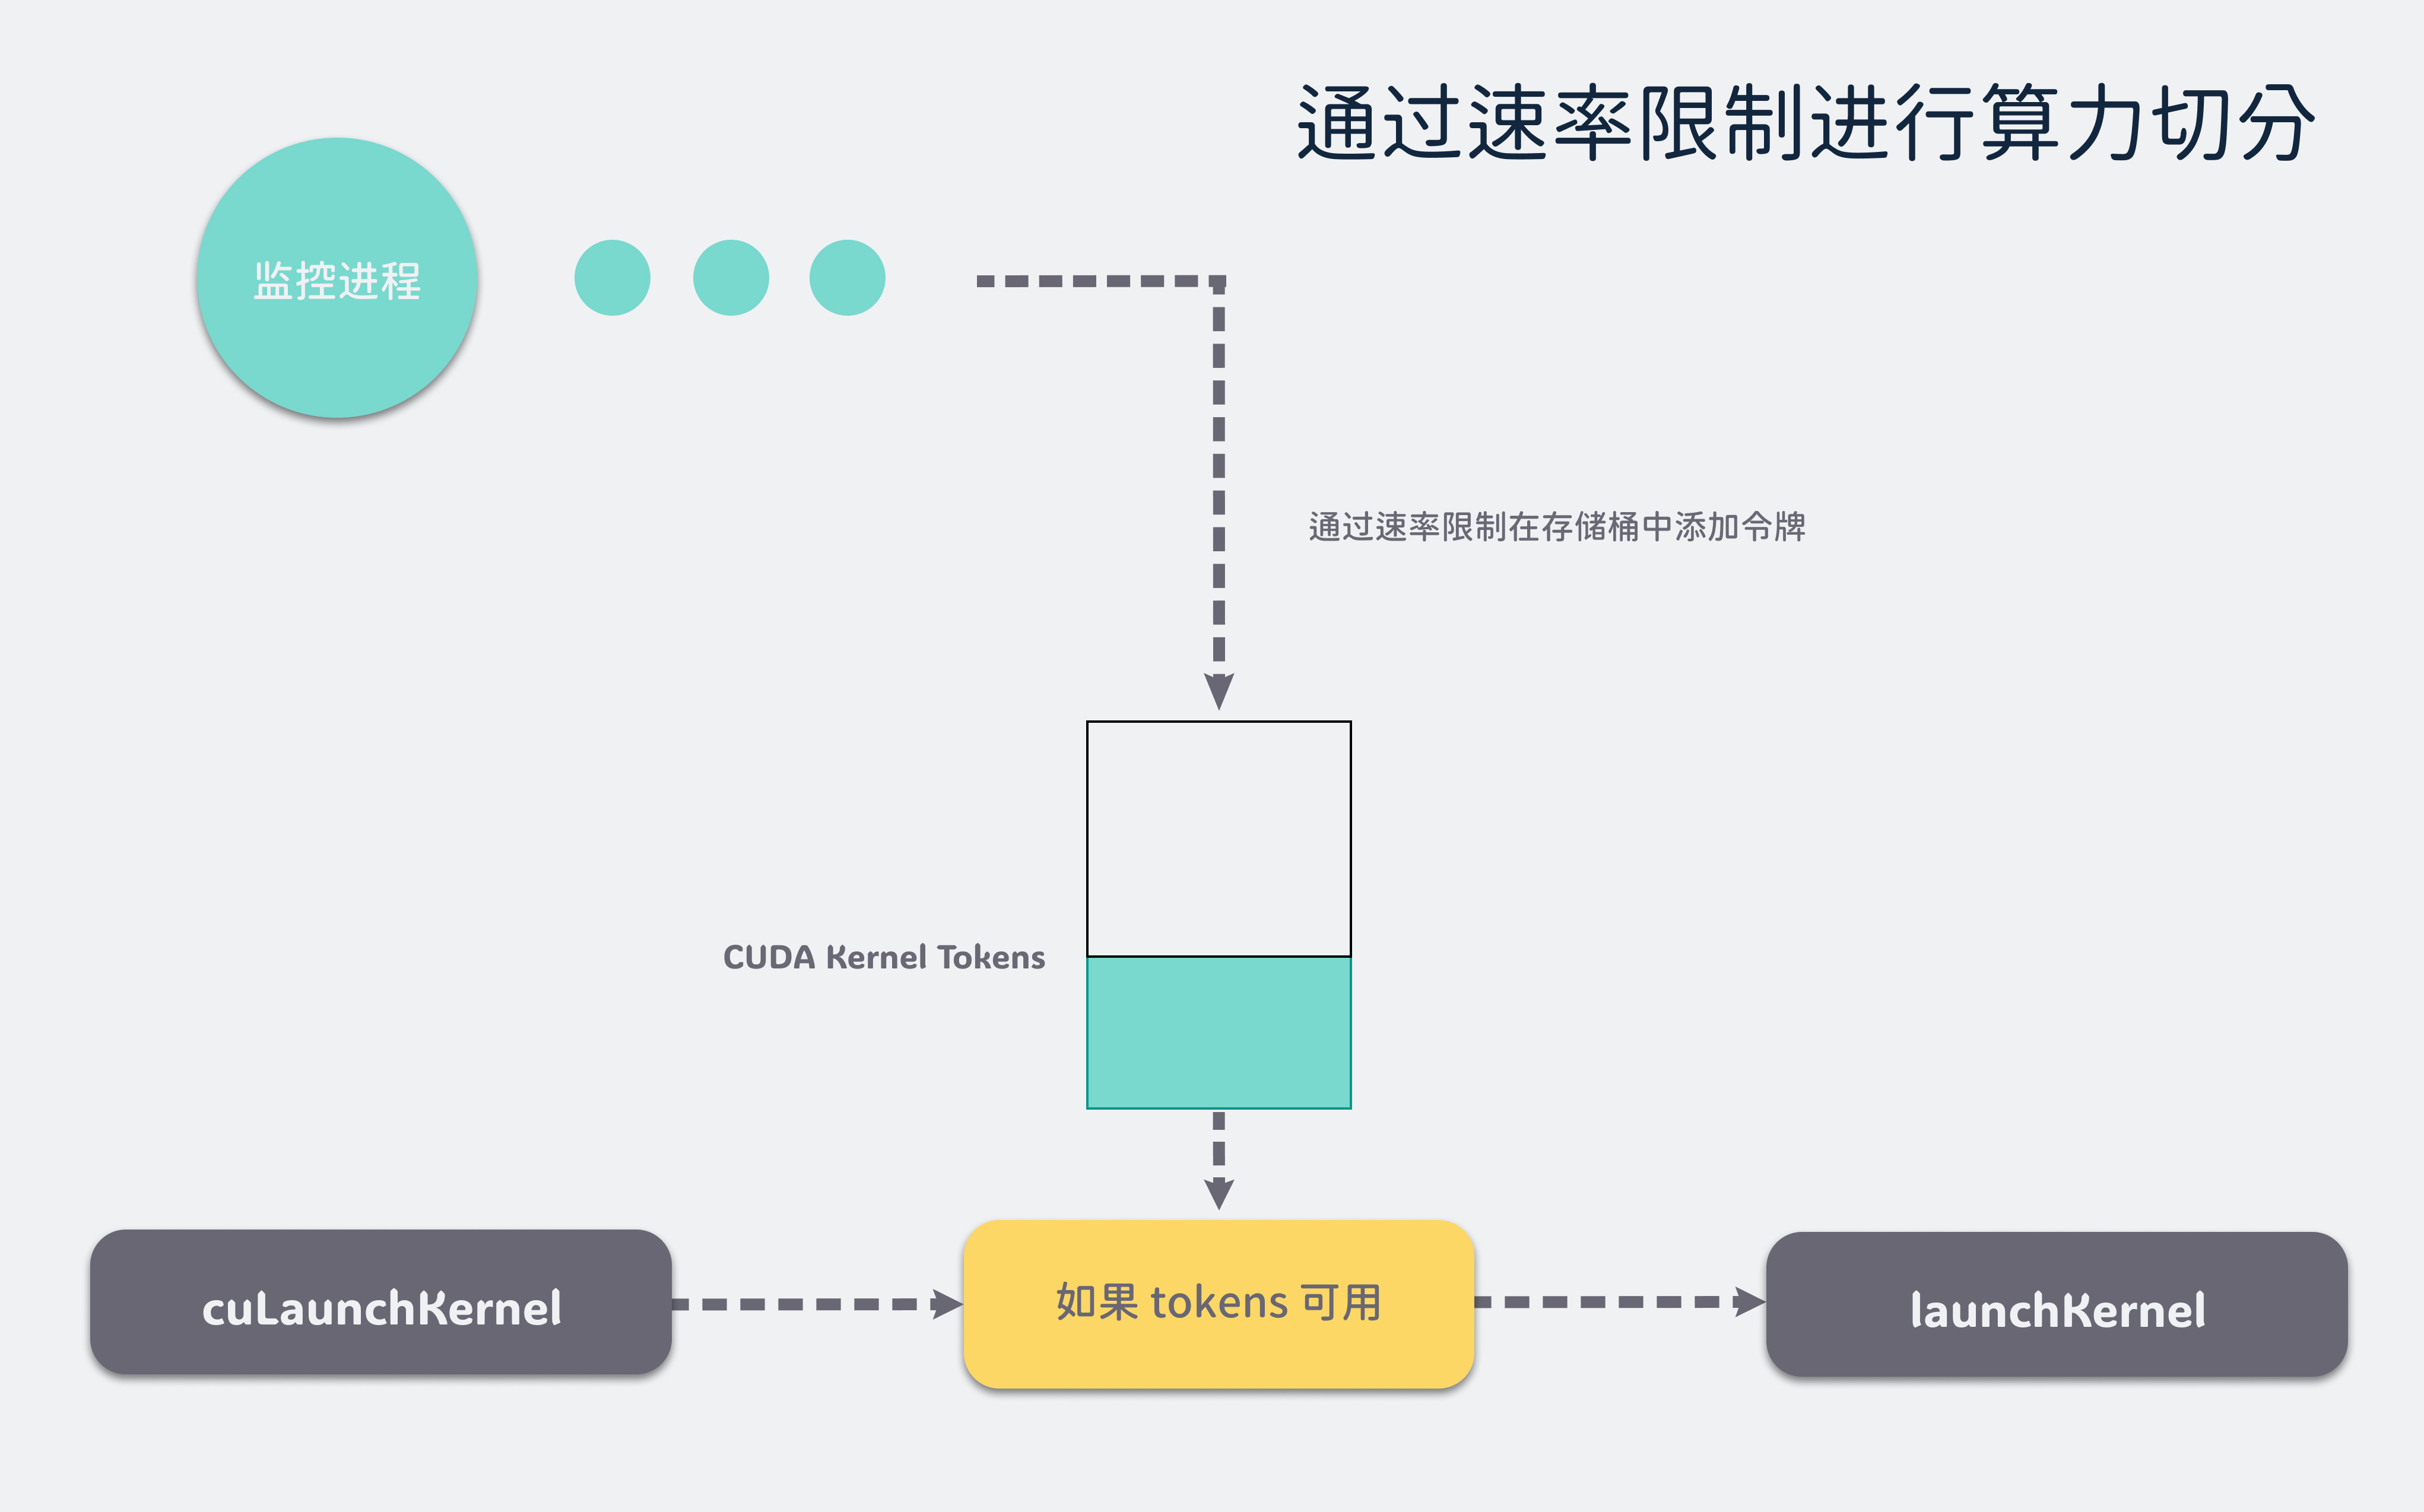 通过速率限制进行算力切分
监控进程
通过速率限制在存储桶中添加令牌
CUDA Kernel Tokens
cuLaunchKernel
如果 tokens 可用
launchKernel